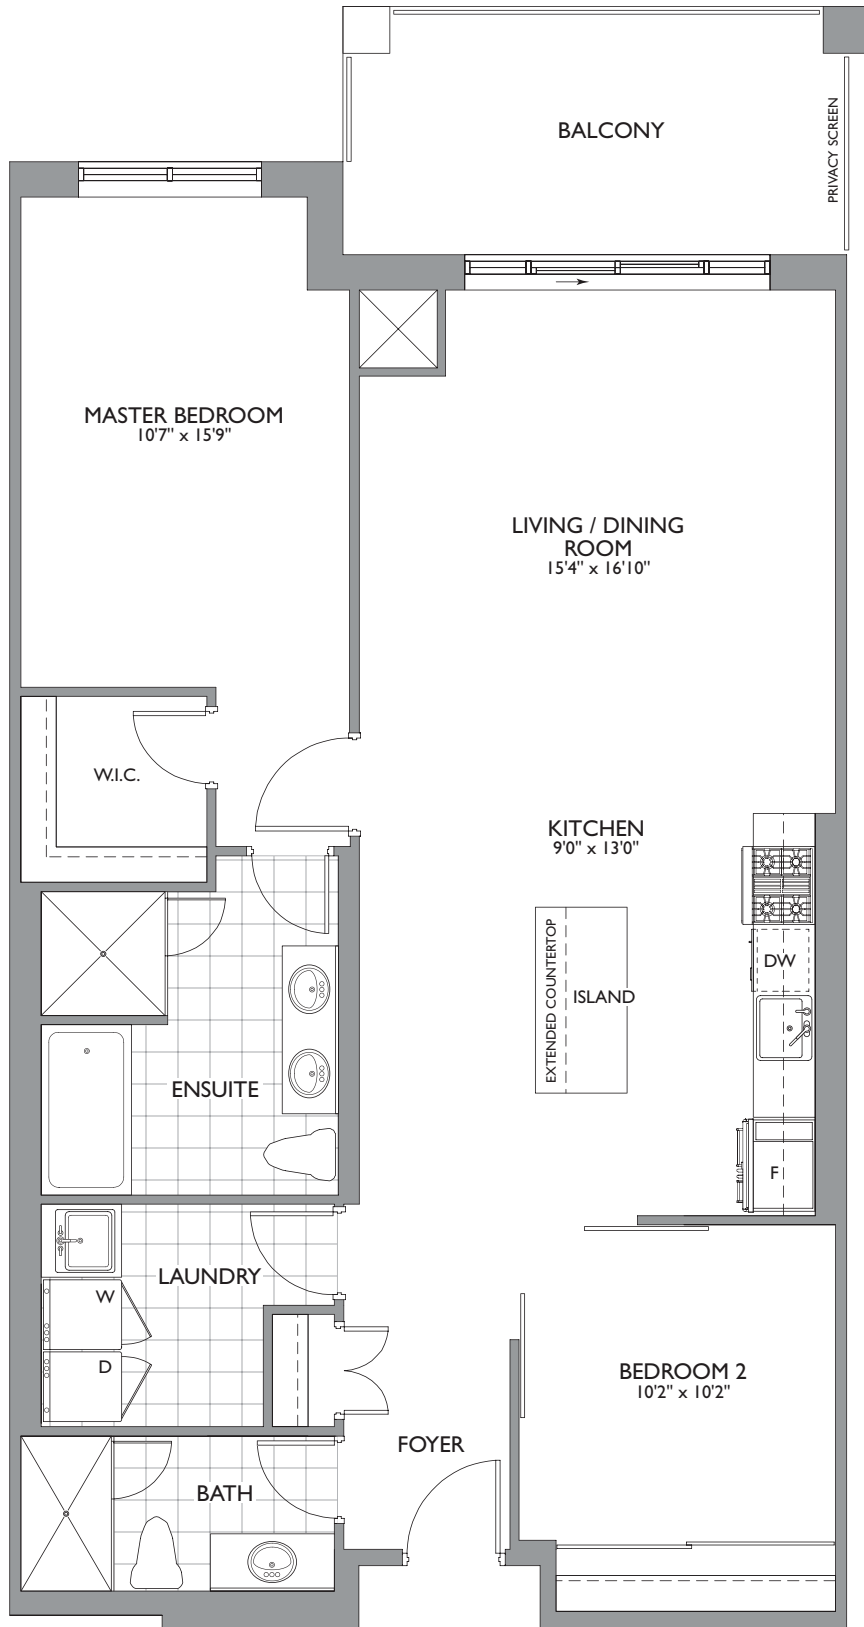 BALCONY
PRIVACY SCREEN
MASTER BEDROOM
10'7" x 15'9"
LIVING / DINING
ROOM
15'4" x 16'10"
W.I.C.
KITCHEN
9'0" x 13'0"
EXTENDED COUNTERTOP
ISLAND
DW
ENSUITE
F
LAUNDRY
W
D
BEDROOM 2
10'2" x 10'2"
FOYER
BATH